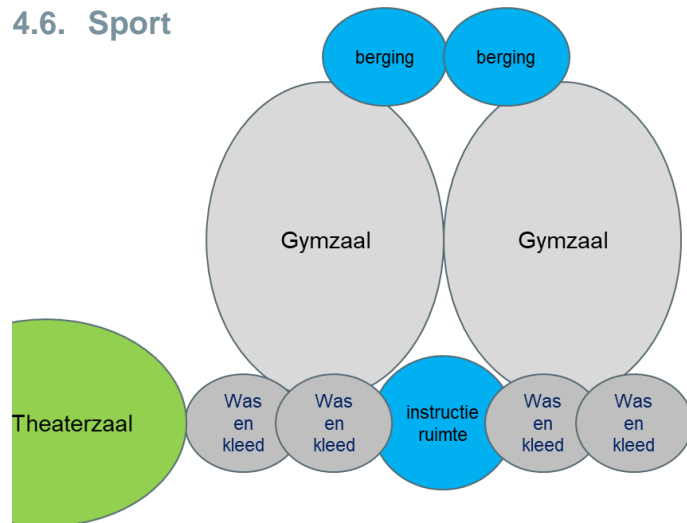 4.6. Sport
berging
berging
Gymzaal
Gymzaal
Theaterzaal
Was
en
kleed
Was
en
kleed
instructie
ruimte
Was
en
kleed
Was
en
kleed